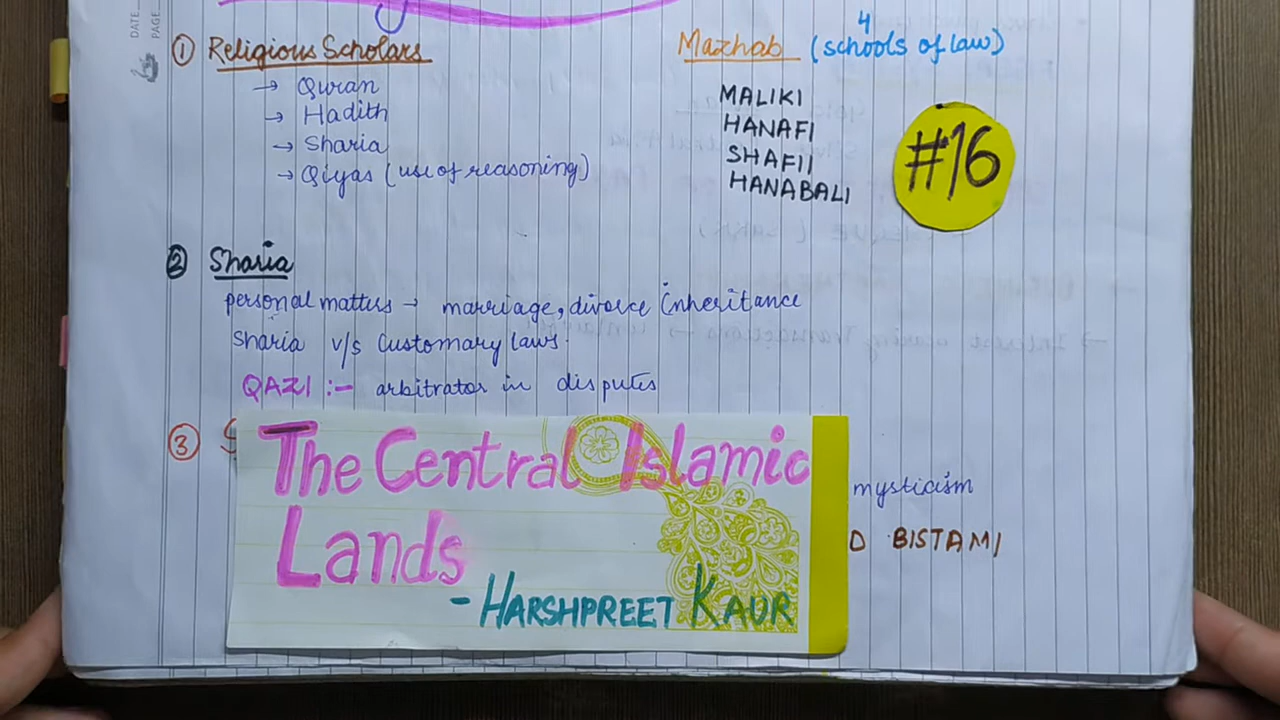 DATE
PAGE
① Religious Scholars
→ Quran
→ Hadith
→ Sharia
→ Qiyas (use of reasoning)
4
Mazhab (schools of law)
MALIKI
HANAFI
SHAFII
HANABALI
#16
② Sharia
personal matters → marriage, divorce inheritance
Sharia v/s Customary laws.
QAZI :- arbitrator in disputes
③ S
The Central Islamic
Lands
- HARSHPREET KAUR
mysticism
D BISTAMI